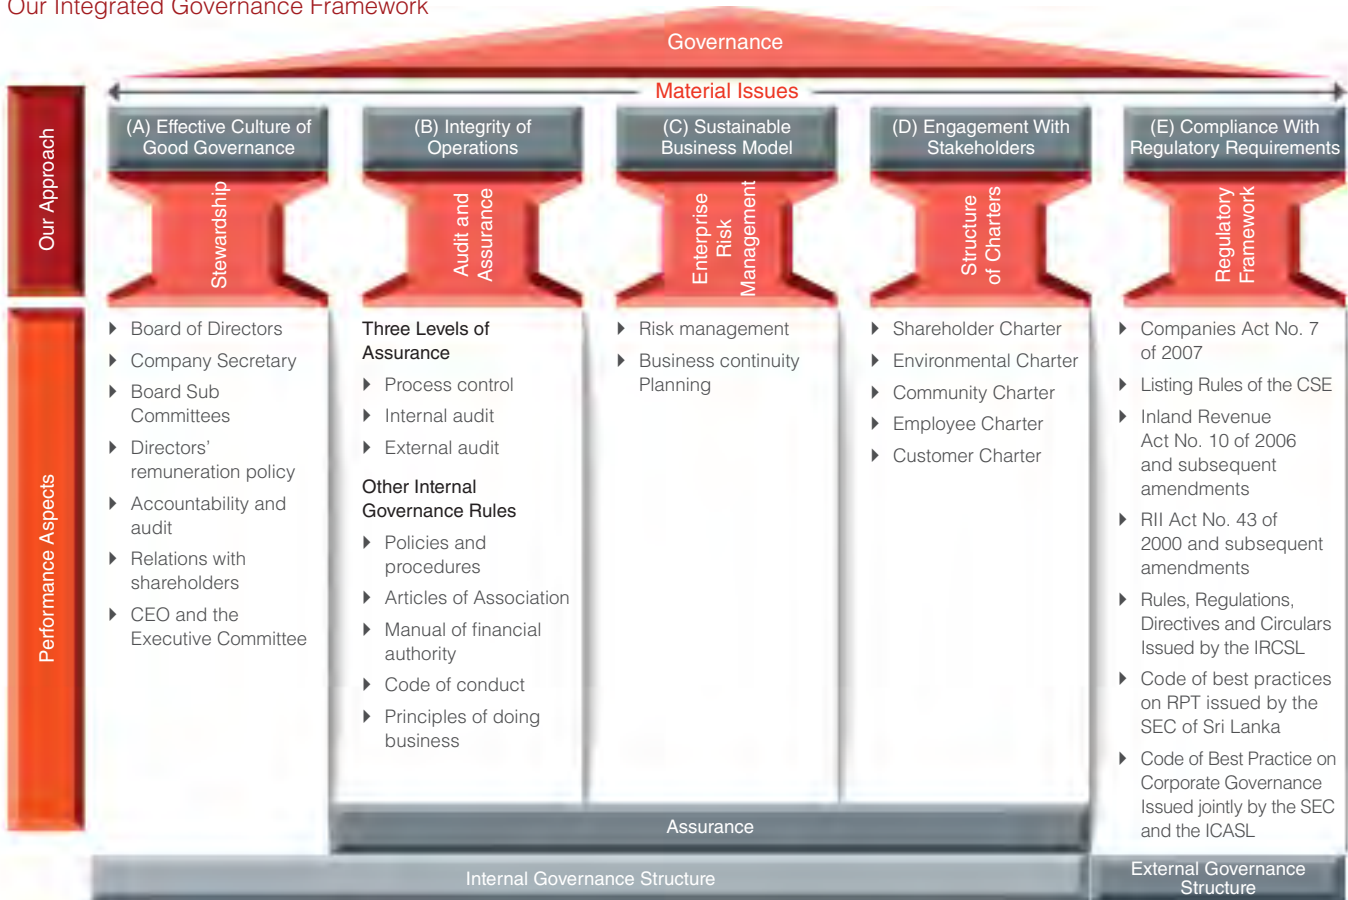 Our Integrated Governance Framework
Governance
Material Issues
Our Approach
(A) Effective Culture of
Good Governance
(B) Integrity of
Operations
(C) Sustainable
Business Model
(D) Engagement With
Stakeholders
(E) Compliance With
Regulatory Requirements
Stewardship
Audit and
Assurance
Enterprise
Risk
Management
Structure
of Charters
Regulatory
Framework
Performance Aspects
Board of Directors
Company Secretary
Board Sub
Committees
Directors'
remuneration policy
Accountability and
audit
Relations with
shareholders
CEO and the
Executive Committee
Three Levels of
Assurance
Process control
Internal audit
External audit
Other Internal
Governance Rules
Policies and
procedures
Articles of Association
Manual of financial
authority
Code of conduct
Principles of doing
business
Risk management
Business continuity
Planning
Shareholder Charter
Environmental Charter
Community Charter
Employee Charter
Customer Charter
Companies Act No. 7
of 2007
Listing Rules of the CSE
Inland Revenue
Act No. 10 of 2006
and subsequent
amendments
RII Act No. 43 of
2000 and subsequent
amendments
Rules, Regulations,
Directives and Circulars
Issued by the IRCSL
Code of best practices
on RPT issued by the
SEC of Sri Lanka
Code of Best Practice on
Corporate Governance
Issued jointly by the SEC
and the ICASL
Assurance
Internal Governance Structure
External Governance
Structure